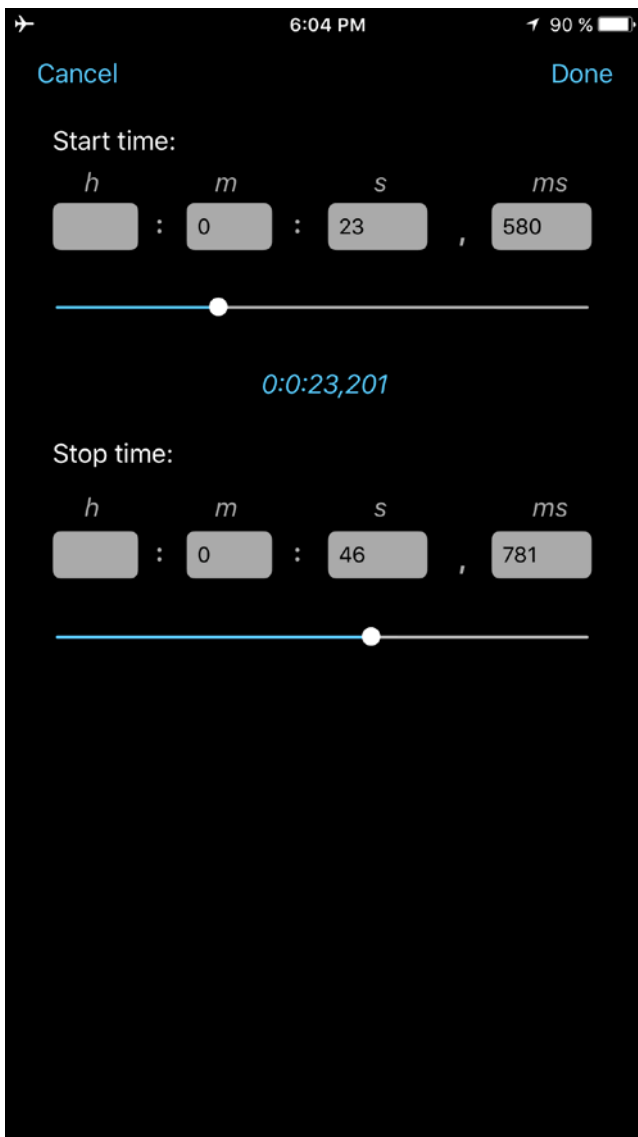 6:04 PM 90 %
Cancel Done
Start time:
h m s ms
: 0 : 23 , 580
0:0:23,201
Stop time:
h m s ms
: 0 : 46 , 781